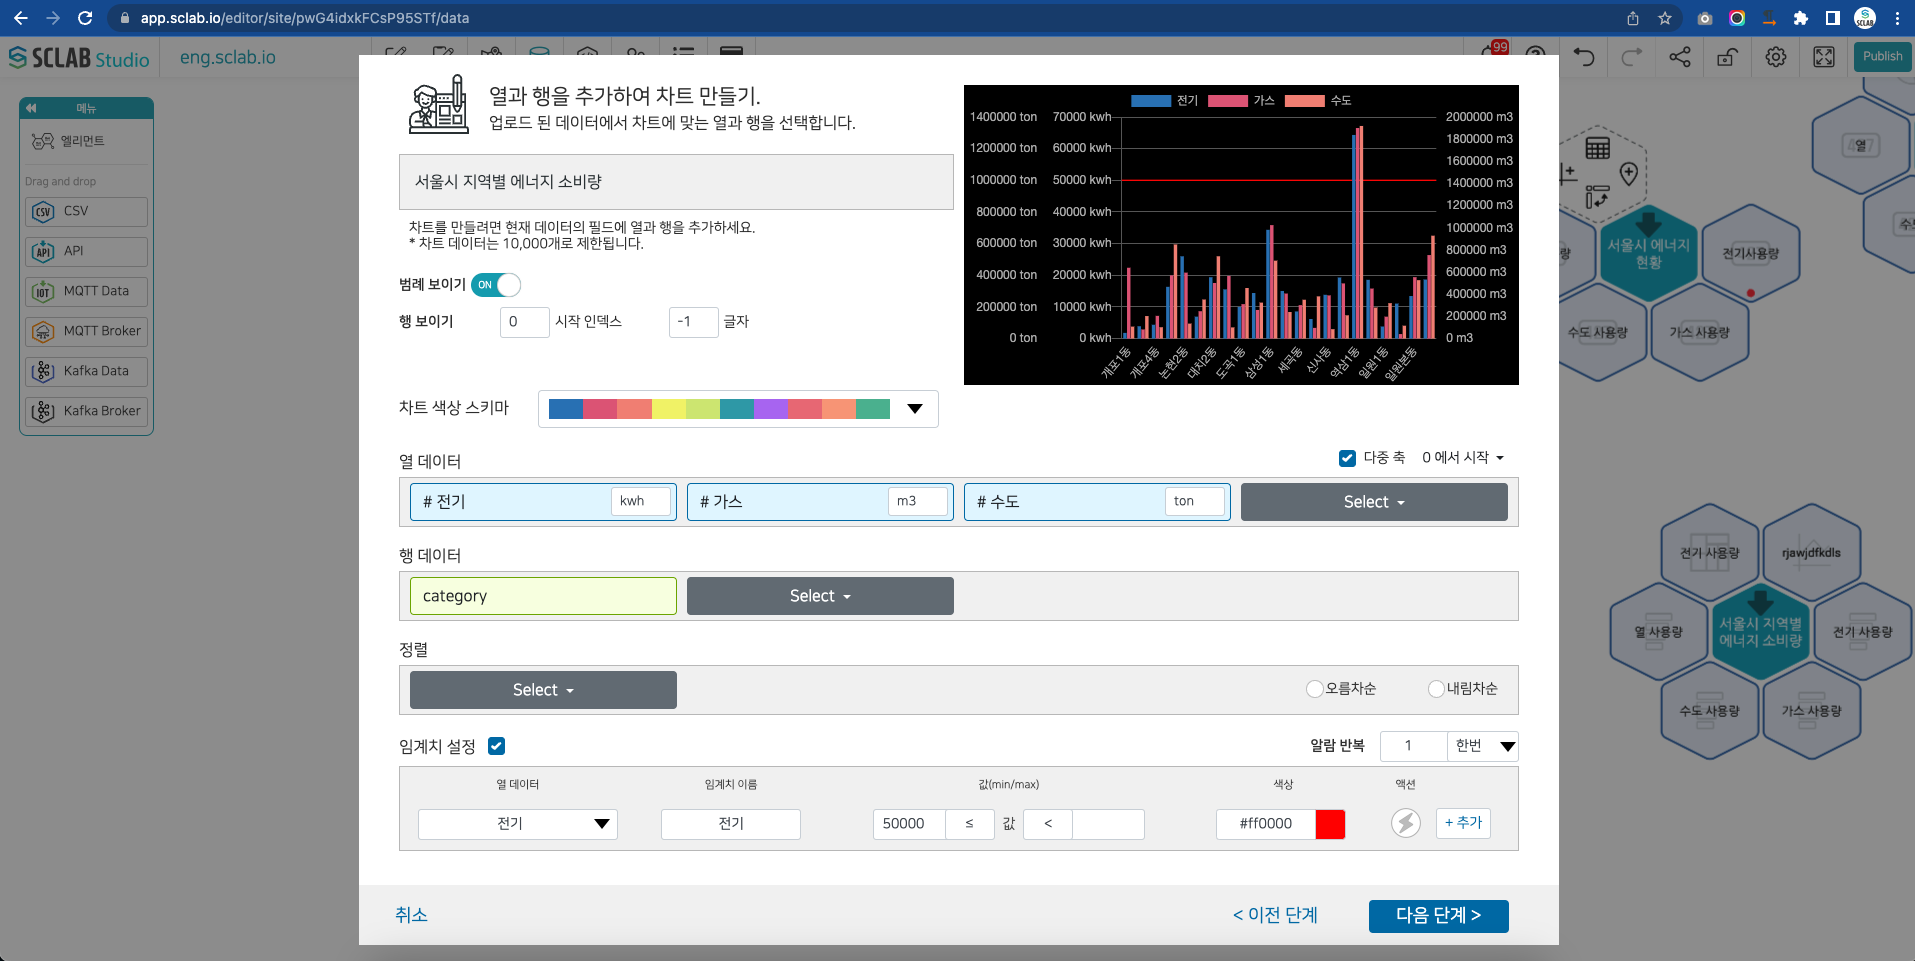 app.sclab.io/editor/site/pwG4idxkFCsP95STf/data
SCLAB Studio
eng.sclab.io
99
Publish
메뉴
엘리먼트
Drag and drop
CSV
CSV
API
API
IOT
MQTT Data
MQTT Broker
Kafka Data
Kafka Broker
열과 행을 추가하여 차트 만들기.
업로드 된 데이터에서 차트에 맞는 열과 행을 선택합니다.
서울시 지역별 에너지 소비량
차트를 만들려면 현재 데이터의 필드에 열과 행을 추가하세요.
* 차트 데이터는 10,000개로 제한됩니다.
범례 보이기
ON
행 보이기
0
시작 인덱스
-1
글자
차트 색상 스키마
전기
가스
수도
1400000 ton
1200000 ton
1000000 ton
800000 ton
600000 ton
400000 ton
200000 ton
0 ton
70000 kwh
60000 kwh
50000 kwh
40000 kwh
30000 kwh
20000 kwh
10000 kwh
0 kwh
2000000 m3
1800000 m3
1600000 m3
1400000 m3
1200000 m3
1000000 m3
800000 m3
600000 m3
400000 m3
200000 m3
0 m3
개포1동
개포4동
논현2동
대치2동
도곡1동
삼성1동
세곡동
신사동
역삼1동
일원1동
일원본동
열 데이터
다중 축
0 에서 시작
# 전기
kwh
# 가스
m3
# 수도
ton
Select
행 데이터
category
Select
정렬
Select
오름차순
내림차순
임계치 설정
알람 반복
1
한번
열 데이터
임계치 이름
값(min/max)
색상
액션
전기
전기
50000
≤
값
<
#ff0000
+ 추가
취소
< 이전 단계
다음 단계 >
서울시 에너지
현황
전기사용량
수도 사용량
가스 사용량
전기 사용량
rjawjdfkdls
열 사용량
서울시 지역별
에너지 소비량
전기 사용량
수도 사용량
가스 사용량